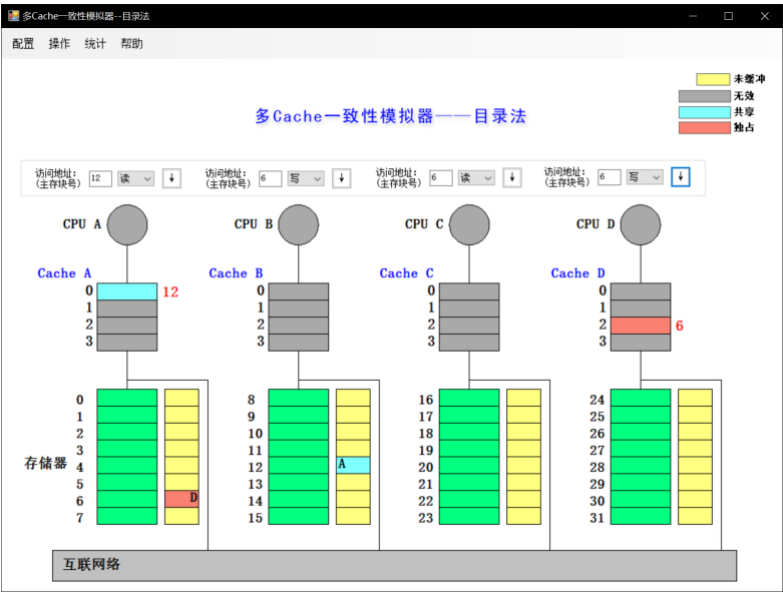 多Cache一致性模拟器--目录法
配置 操作 统计 帮助
未缓冲
无效
共享
独占
多Cache一致性模拟器——目录法
访问地址: (主存块号) 12 读 ↓ 访问地址: (主存块号) 6 写 ↓ 访问地址: (主存块号) 6 读 ↓ 访问地址: (主存块号) 6 写 ↓
CPU A CPU B CPU C CPU D
Cache A Cache B Cache C Cache D
0 12 0 0 0
1 1 1 1
2 2 2 2 6
3 3 3 3
0 8 16 24
1 9 17 25
2 10 18 26
3 11 19 27
存储器 4 12 A 20 28
5 13 21 29
6 D 14 22 30
7 15 23 31
互联网络